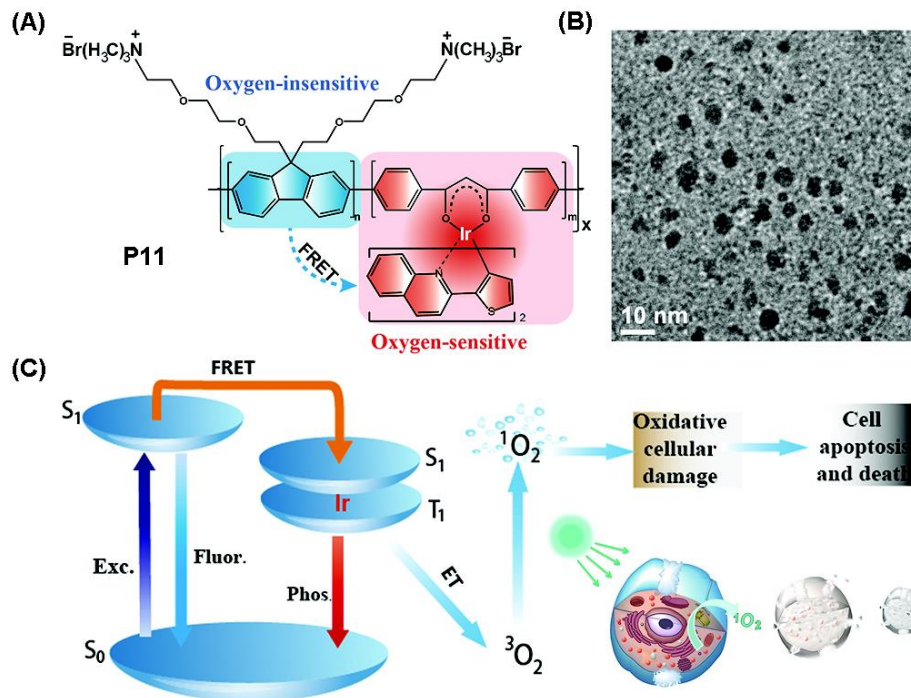 (A)
(B)
Br(H₃C)₃N
N(CH₃)₃Br
Oxygen-insensitive
O
O
O
O
n
m
x
O
O
Ir
P11
FRET
N
S
2
Oxygen-sensitive
10 nm
(C)
FRET
S₁
S₁
Ir
T₁
Exc.
Fluor.
Phos.
ET
S₀
¹O₂
³O₂
Oxidative
cellular
damage
Cell
apoptosis
and death
¹O₂